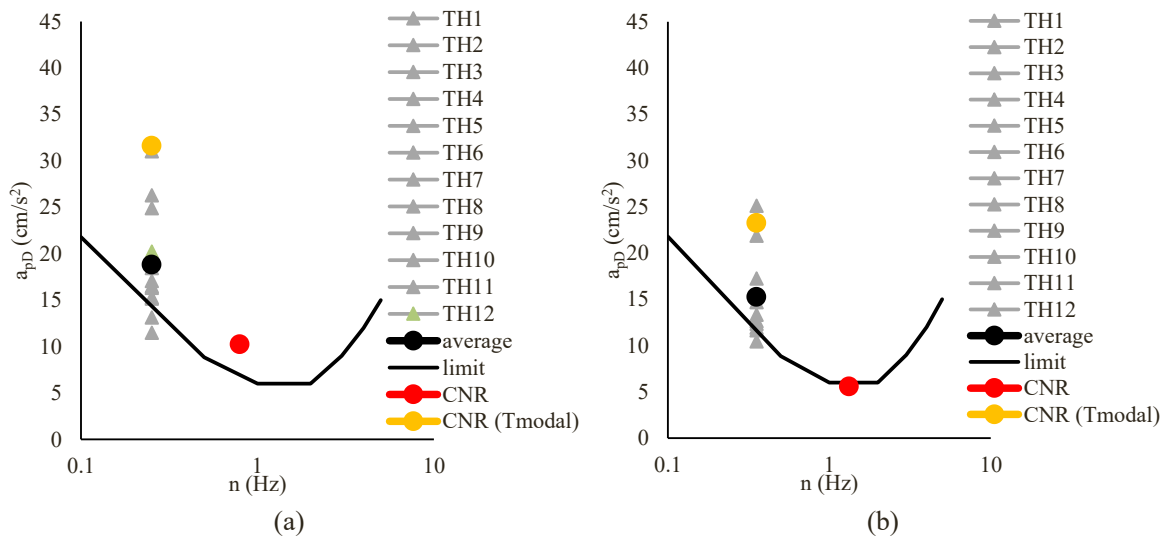 45
40
35
30
25
20
15
10
5
0
a_pD (cm/s²)
0.1 1 10
n (Hz)
TH1
TH2
TH3
TH4
TH5
TH6
TH7
TH8
TH9
TH10
TH11
TH12
average
limit
CNR
CNR (Tmodal)
(a)
45
40
35
30
25
20
15
10
5
0
a_pD (cm/s²)
0.1 1 10
n (Hz)
TH1
TH2
TH3
TH4
TH5
TH6
TH7
TH8
TH9
TH10
TH11
TH12
average
limit
CNR
CNR (Tmodal)
(b)